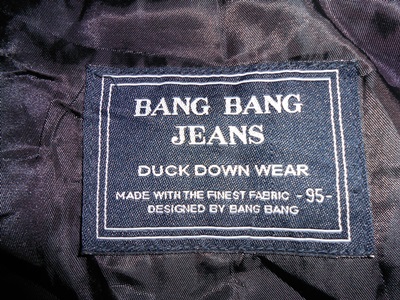 BANG BANG
JEANS
DUCK DOWN WEAR
MADE WITH THE FINEST FABRIC -95-
DESIGNED BY BANG BANG